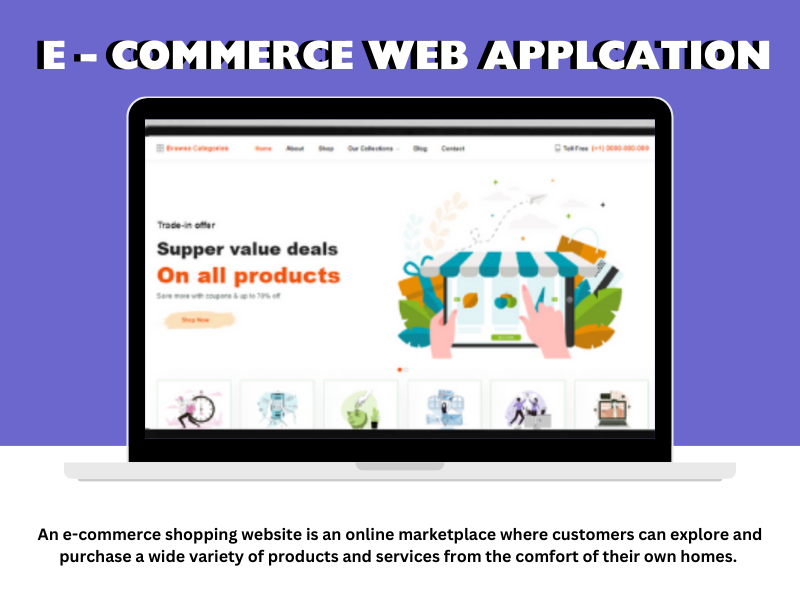 E - COMMERCE WEB APPLCATION
Browse Categories Home About Shop Our Collections Blog Contact Toll Free (+1) 0000-000-000
Trade-in offer
Supper value deals
On all products
Save more with coupons & up to 70% off
Shop Now
An e-commerce shopping website is an online marketplace where customers can explore and
purchase a wide variety of products and services from the comfort of their own homes.